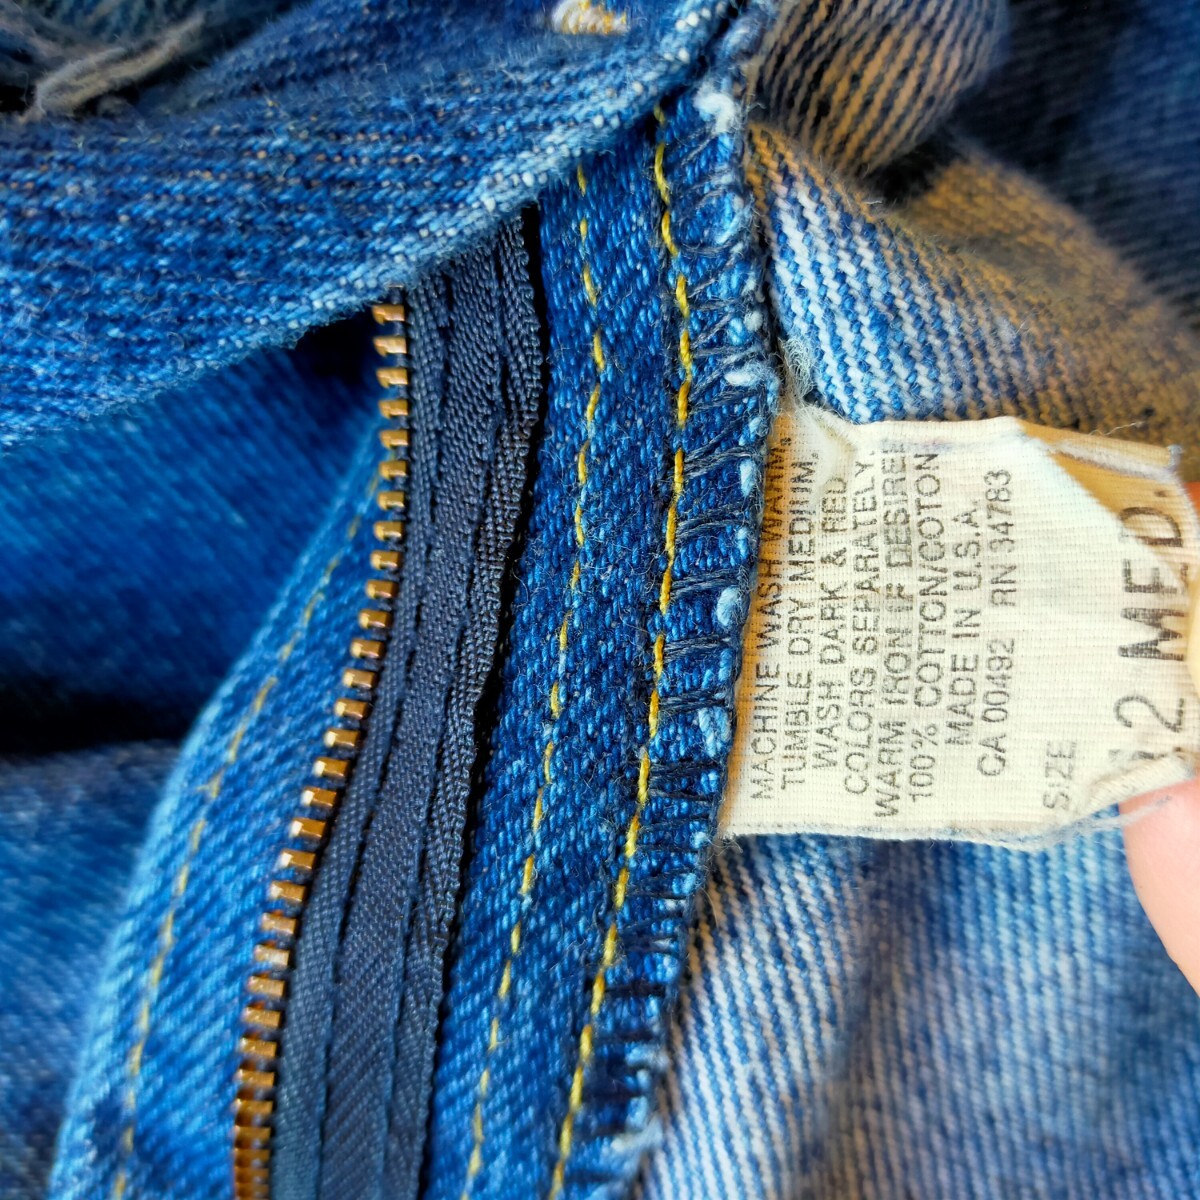 MACHINE WASH WARM.
TUMBLE DRY MEDIUM.
WASH DARK & RED
COLORS SEPARATELY.
WARM IRON IF DESIRED
100% COTTON/COTON
MADE IN U.S.A.
CA 00492 RN 34783
SIZE
12 MED.